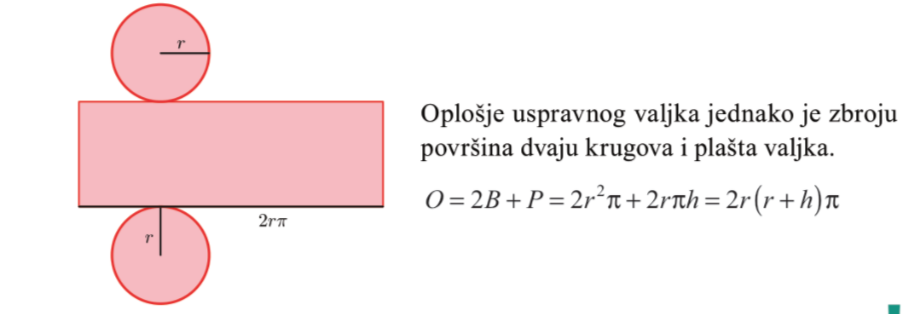 r
Oplošje uspravnog valjka jednako je zbroju
površina dvaju krugova i plašta valjka.
O = 2B + P = 2r²π + 2rπh = 2r(r + h)π
2rπ
r